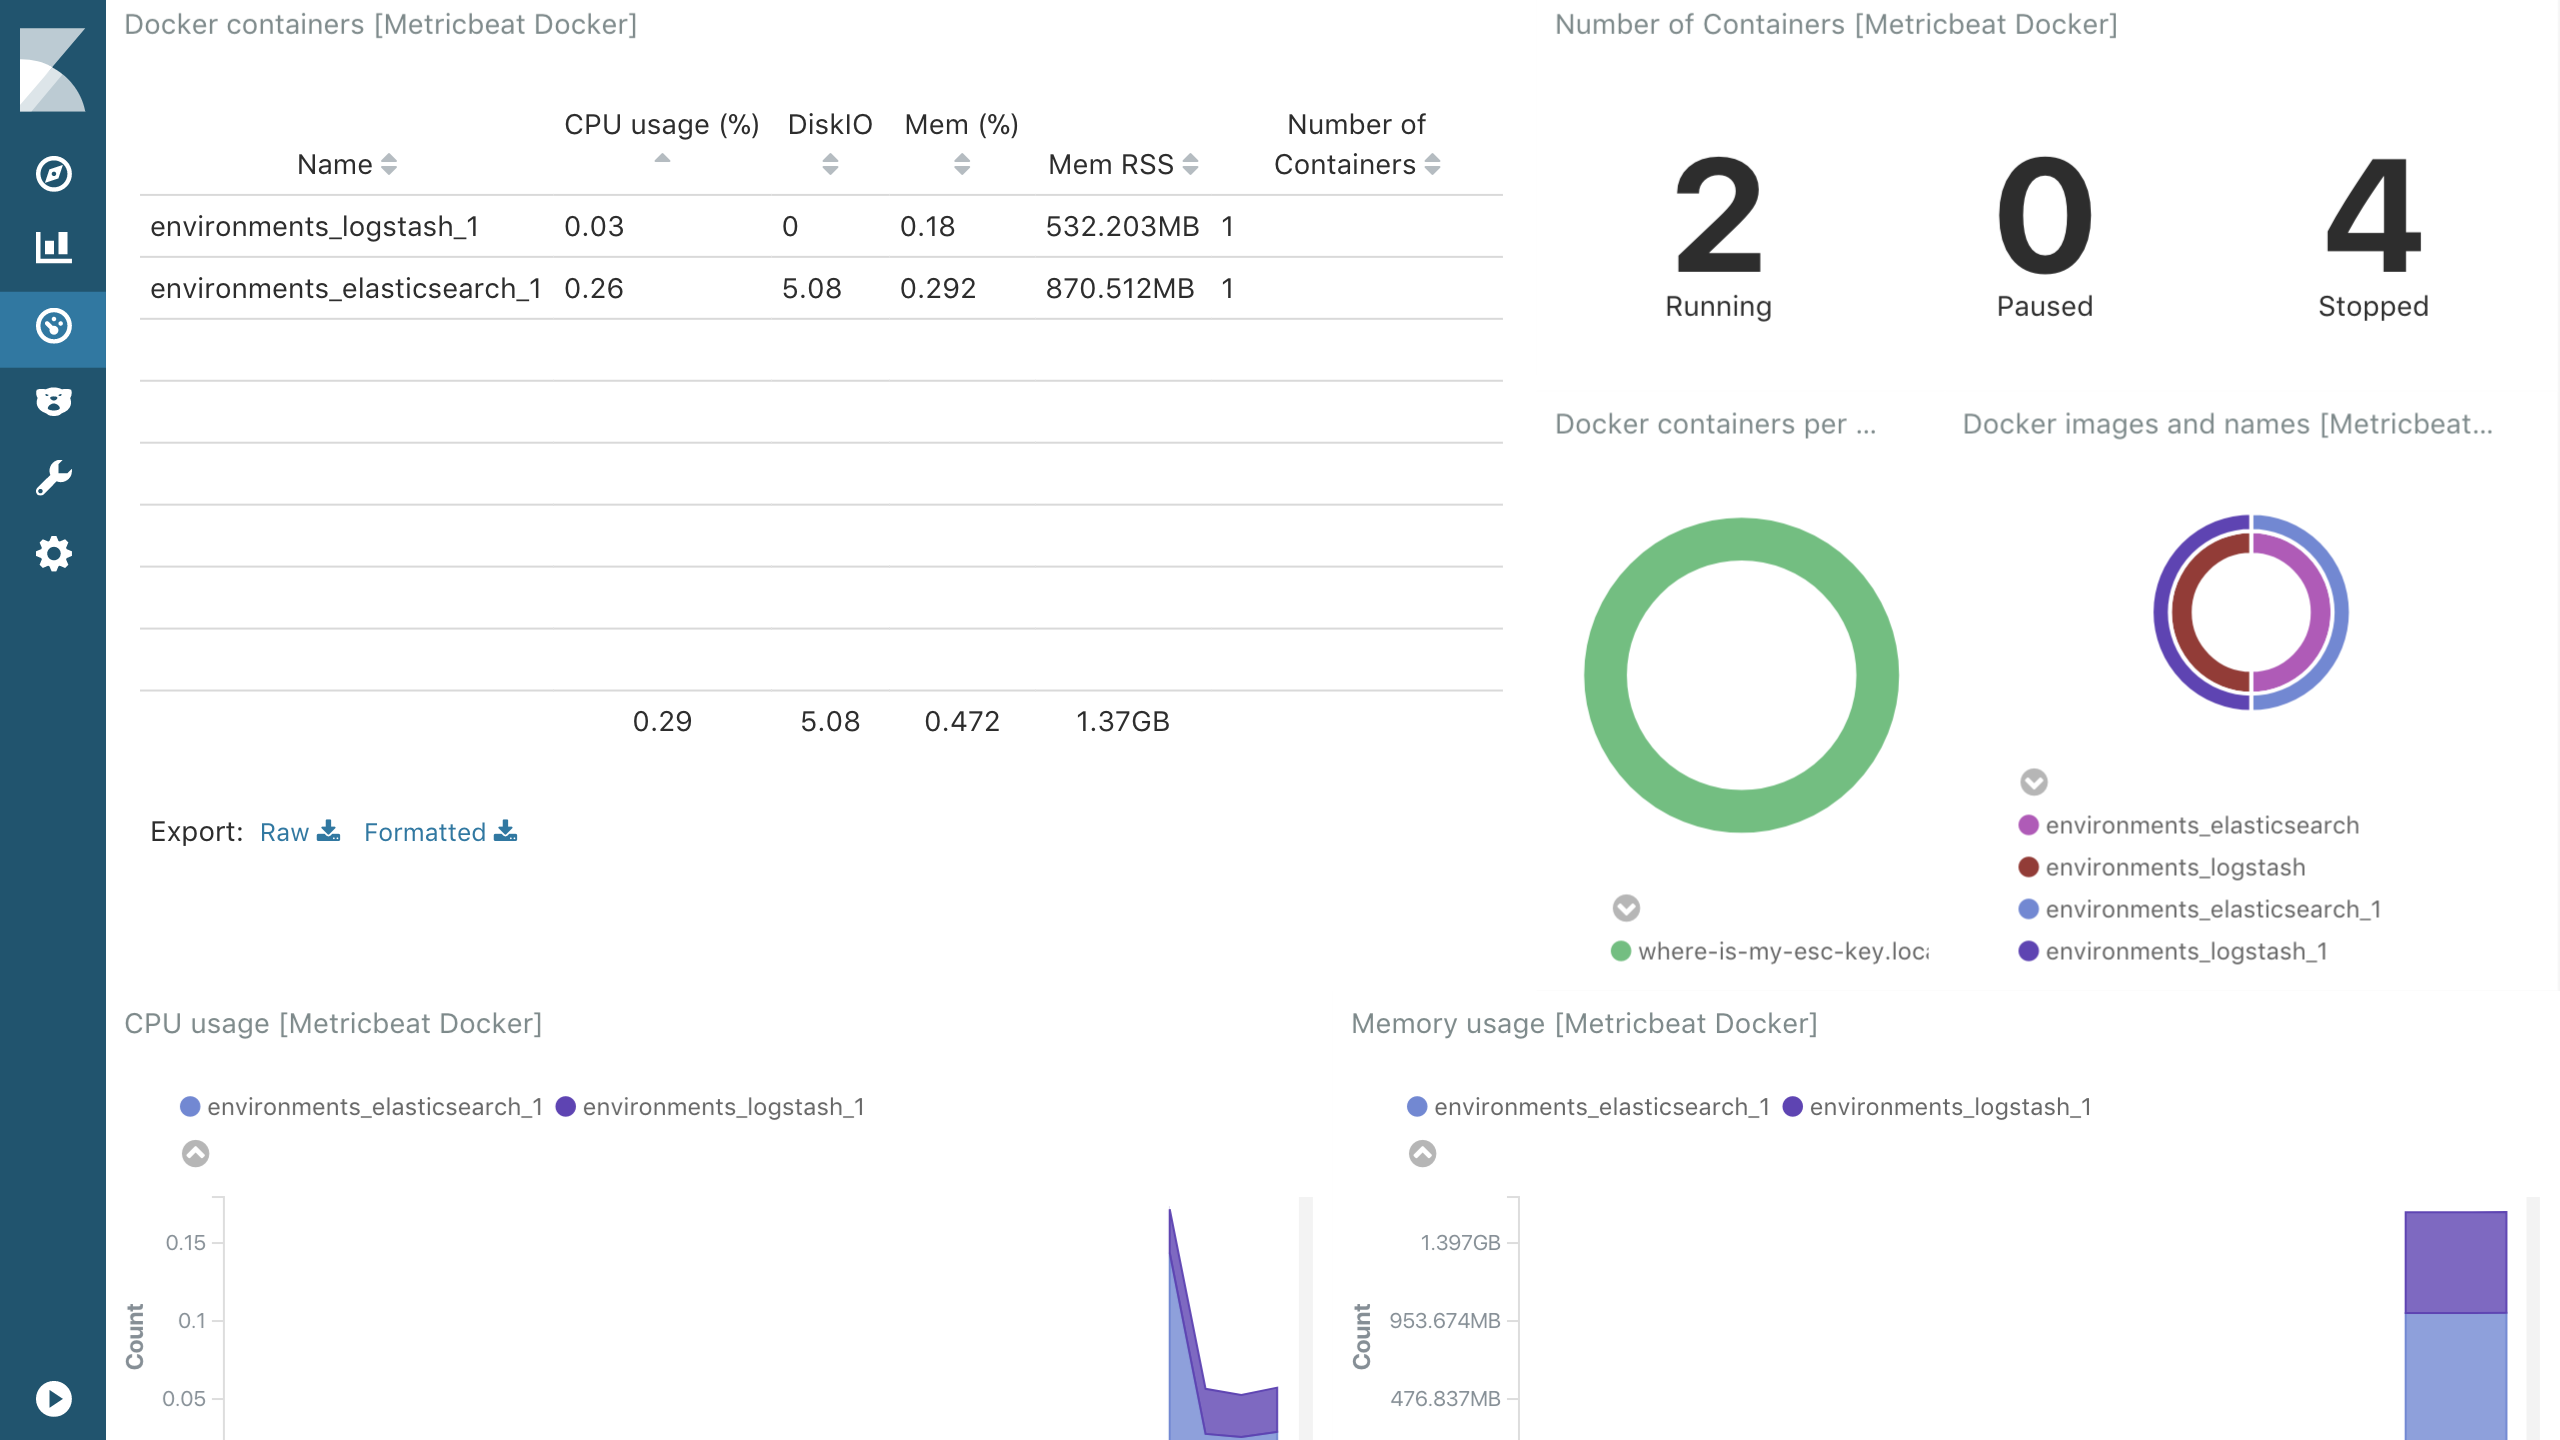 Docker containers [Metricbeat Docker]
Name
CPU usage (%)
DiskIO
Mem (%)
Mem RSS
Number of
Containers
environments_logstash_1 0.03 0 0.18 532.203MB 1
environments_elasticsearch_1 0.26 5.08 0.292 870.512MB 1
0.29 5.08 0.472 1.37GB
Export: Raw Formatted
Number of Containers [Metricbeat Docker]
2 0 4
Running Paused Stopped
Docker containers per ...
where-is-my-esc-key.loca
Docker images and names [Metricbeat...
environments_elasticsearch
environments_logstash
environments_elasticsearch_1
environments_logstash_1
CPU usage [Metricbeat Docker]
environments_elasticsearch_1 environments_logstash_1
0.15
0.1
0.05
Count
Memory usage [Metricbeat Docker]
environments_elasticsearch_1 environments_logstash_1
1.397GB
953.674MB
476.837MB
Count